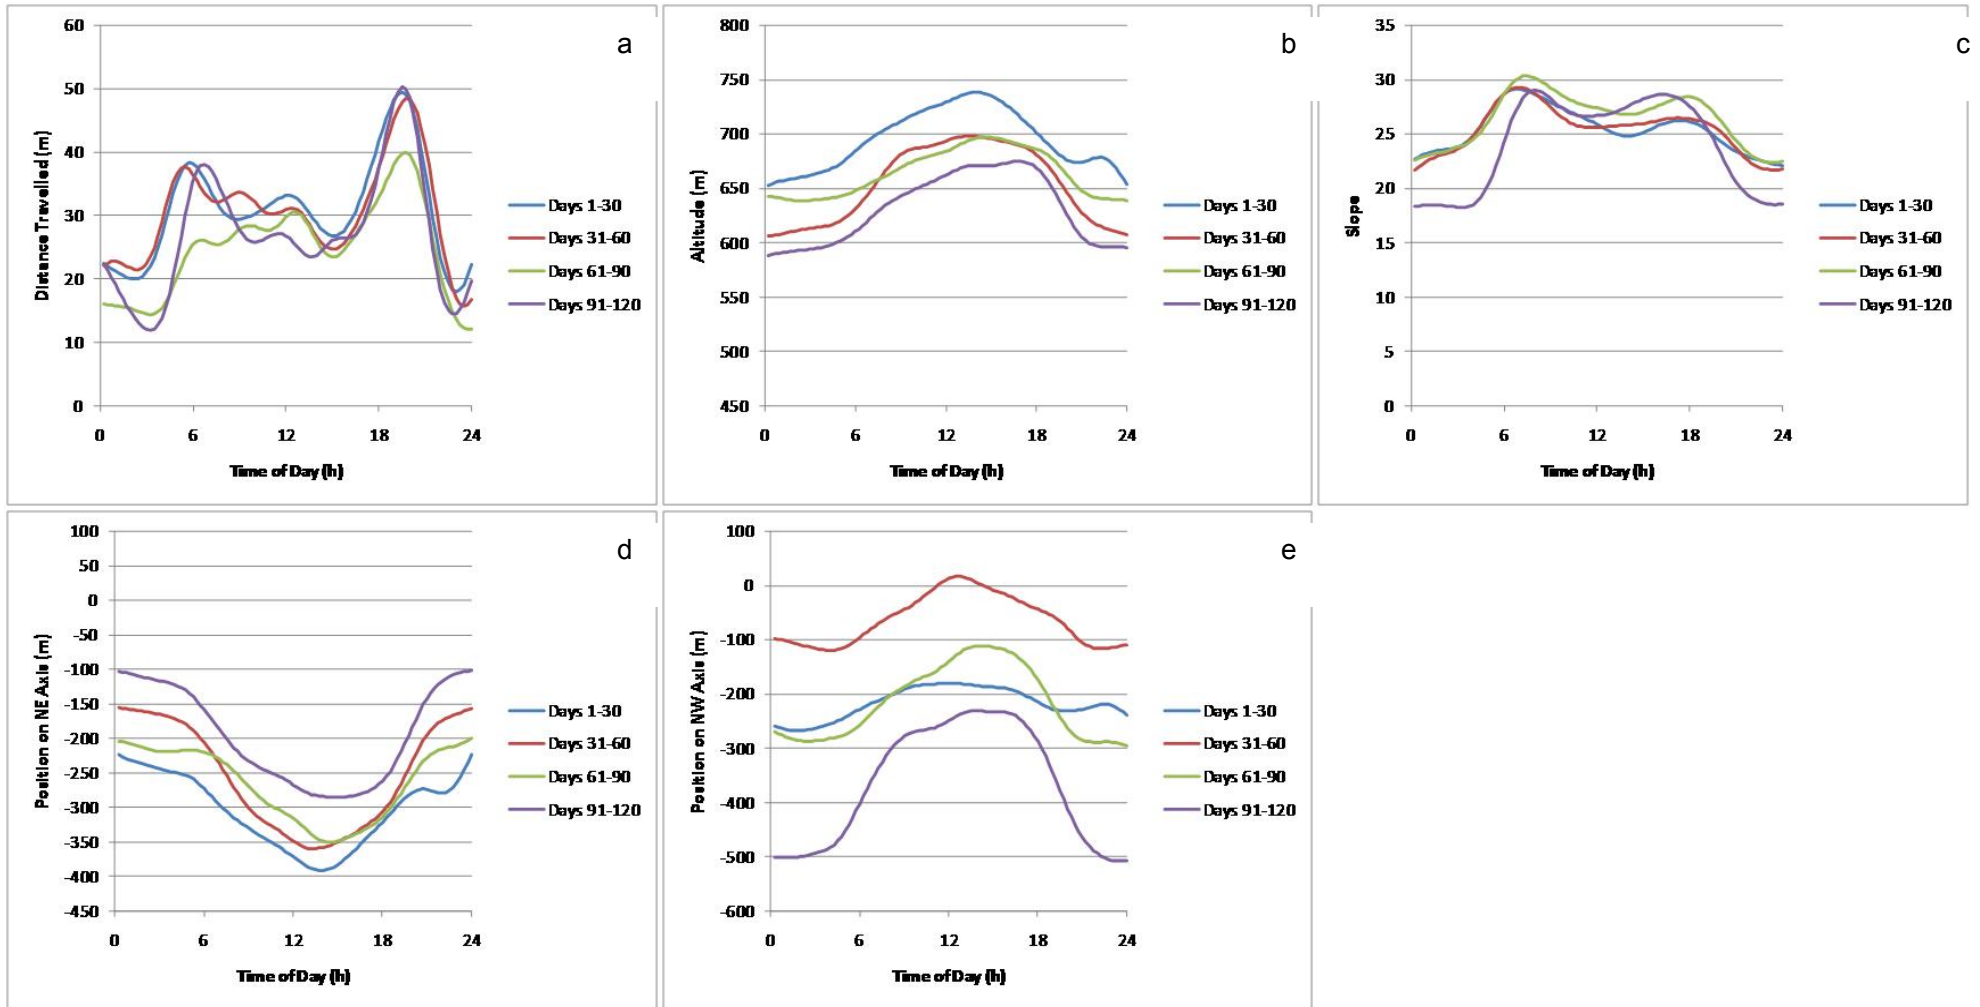 a
60
50
40
30
20
10
0
Distance Travelled (m)
0 6 12 18 24
Time of Day (h)
Days 1-30
Days 31-60
Days 61-90
Days 91-120
b
800
750
700
650
600
550
500
450
Altitude (m)
0 6 12 18 24
Time of Day (h)
Days 1-30
Days 31-60
Days 61-90
Days 91-120
c
35
30
25
20
15
10
5
0
Slope
0 6 12 18 24
Time of Day (h)
Days 1-30
Days 31-60
Days 61-90
Days 91-120
d
100
50
0
-50
-100
-150
-200
-250
-300
-350
-400
-450
Position on NE Axis (m)
0 6 12 18 24
Time of Day (h)
Days 1-30
Days 31-60
Days 61-90
Days 91-120
e
100
0
-100
-200
-300
-400
-500
-600
Position on NW Axis (m)
0 6 12 18 24
Time of Day (h)
Days 1-30
Days 31-60
Days 61-90
Days 91-120